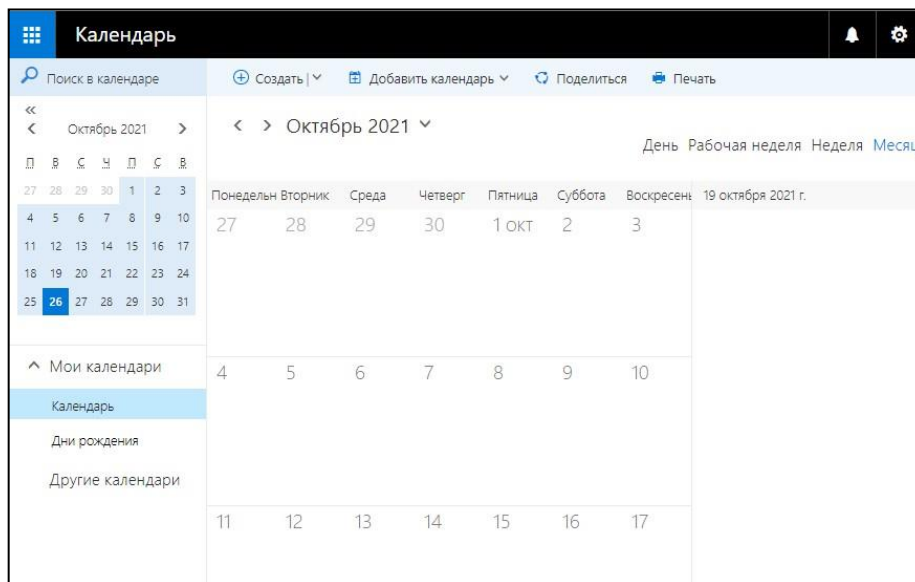 Календарь
Поиск в календаре
Создать | Добавить календарь Поделиться Печать
« 
< Октябрь 2021 >
П В С Ч П С В
27 28 29 30 1 2 3
4 5 6 7 8 9 10
11 12 13 14 15 16 17
18 19 20 21 22 23 24
25 26 27 28 29 30 31
Мои календари
Календарь
Дни рождения
Другие календари
< > Октябрь 2021
День Рабочая неделя Неделя Месяц
Понедельн Вторник Среда Четверг Пятница Суббота Воскресень 19 октября 2021 г.
27 28 29 30 1 окт 2 3
4 5 6 7 8 9 10
11 12 13 14 15 16 17